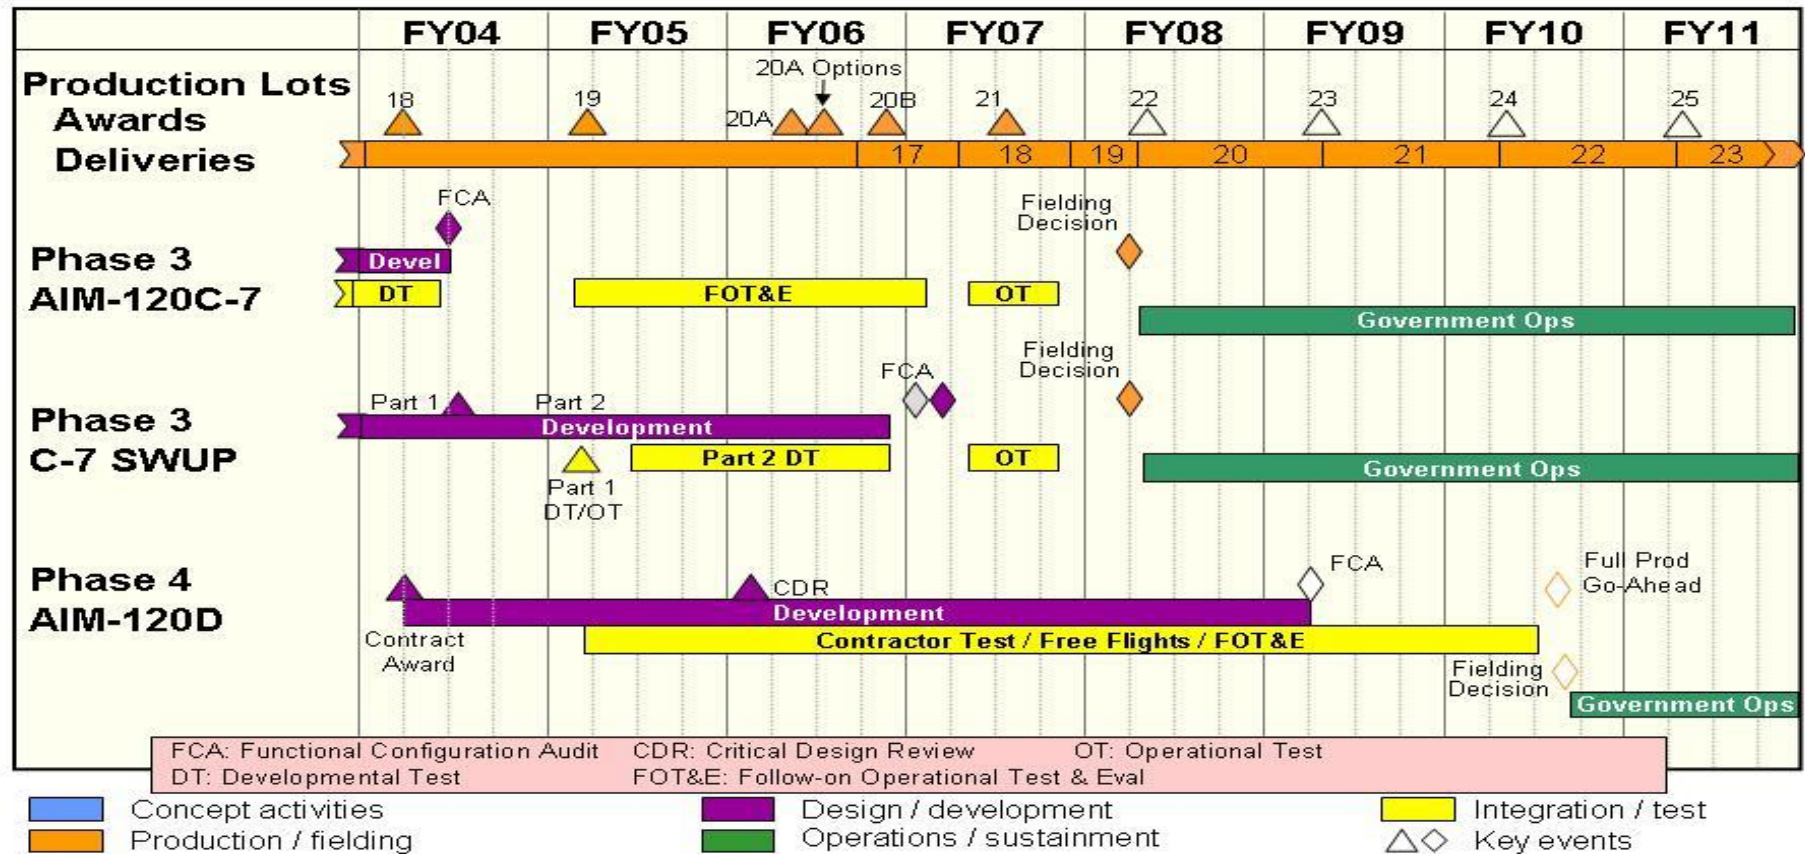 FY04 FY05 FY06 FY07 FY08 FY09 FY10 FY11
Production Lots
Awards
Deliveries
20A Options
18 19 20A 20B 21 22 23 24 25
17 18 19 20 21 22 23
Phase 3
AIM-120C-7
FCA
Devel
DT
FOT&E
OT
Fielding
Decision
Government Ops
Phase 3
C-7 SWUP
Part 1
Part 2
Development
Part 1
DT/OT
Part 2 DT
FCA
OT
Fielding
Decision
Government Ops
Phase 4
AIM-120D
Contract
Award
CDR
Development
Contractor Test / Free Flights / FOT&E
FCA
Full Prod
Go-Ahead
Fielding
Decision
Government Ops
FCA: Functional Configuration Audit CDR: Critical Design Review OT: Operational Test
DT: Developmental Test FOT&E: Follow-on Operational Test & Eval
Concept activities Design / development Integration / test
Production / fielding Operations / sustainment Key events